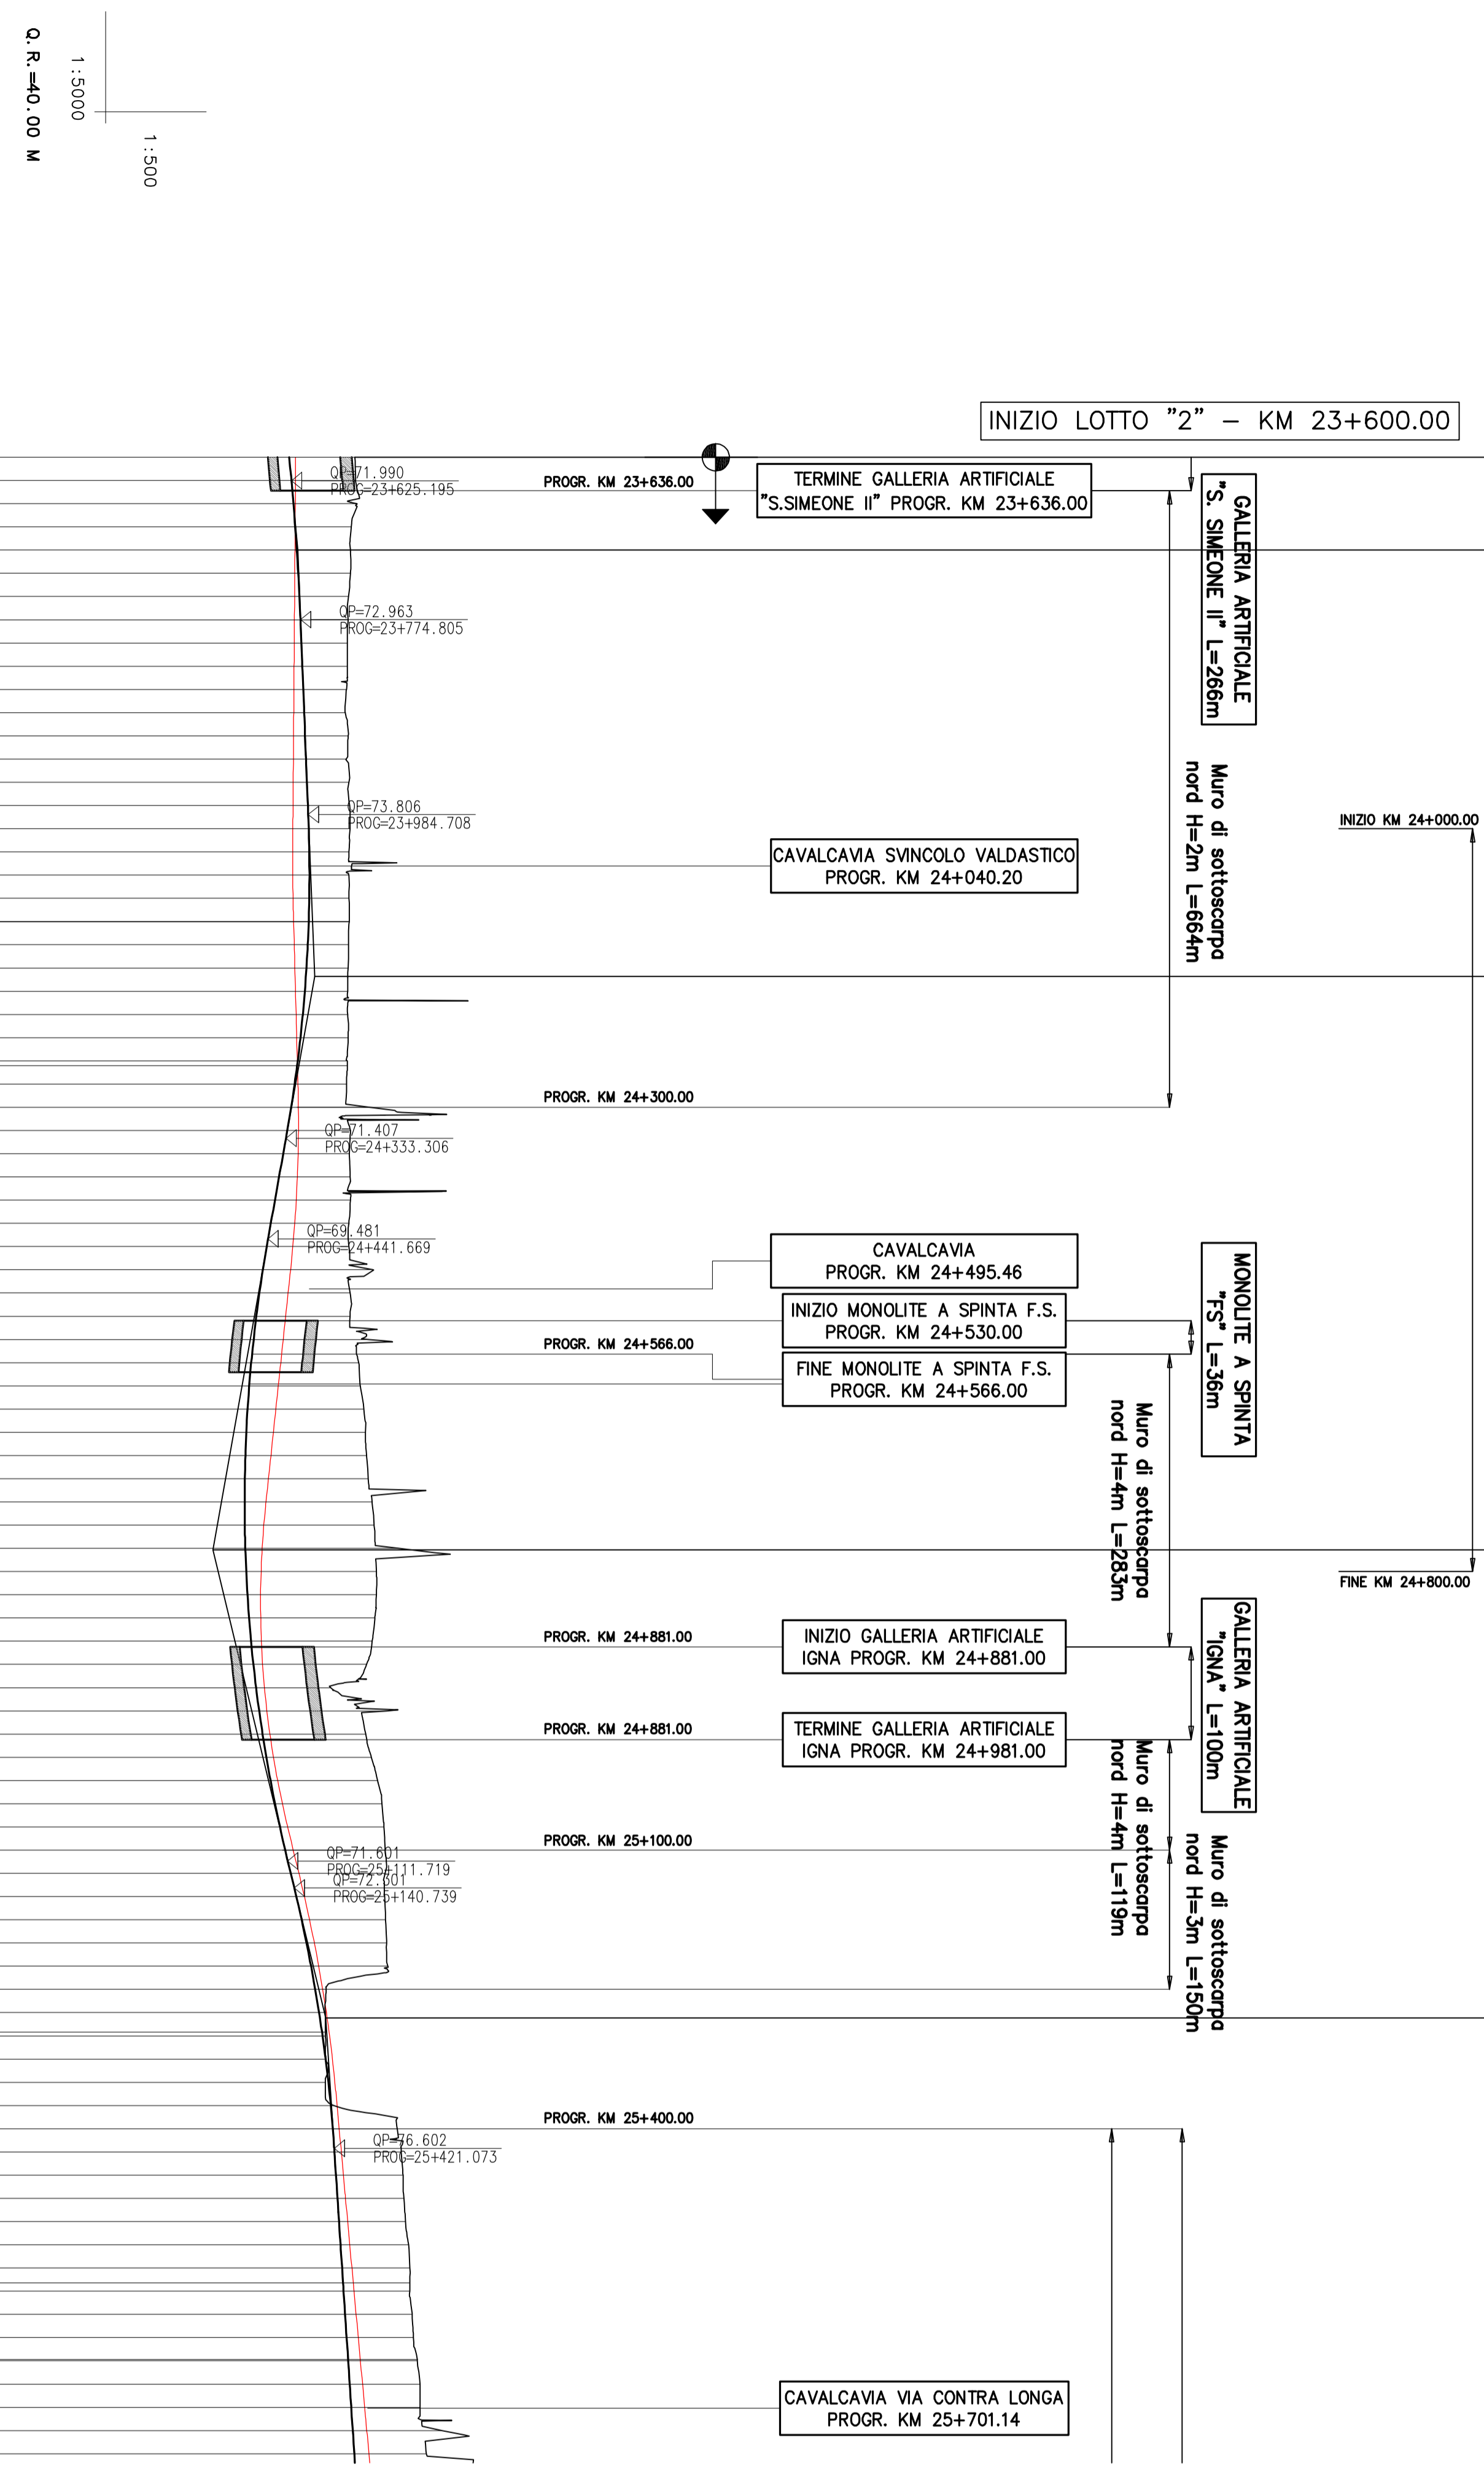 Q.R.=40.00 M
1:5000
1:500
INIZIO LOTTO "2" – KM 23+600.00
QP=71.990
PROG=23+625.195
PROGR. KM 23+636.00
TERMINE GALLERIA ARTIFICIALE
"S.SIMEONE II" PROGR. KM 23+636.00
GALLERIA ARTIFICIALE
"S. SIMEONE II" L=266m
QP=72.963
PROG=23+774.805
Muro di sottoscarpa
nord H=2m L=664m
QP=73.806
PROG=23+984.708
INIZIO KM 24+000.00
CAVALCAVIA SVINCOLO VALDASTICO
PROGR. KM 24+040.20
PROGR. KM 24+300.00
QP=71.407
PROG=24+333.306
QP=69.481
PROG=24+441.669
CAVALCAVIA
PROGR. KM 24+495.46
INIZIO MONOLITE A SPINTA F.S.
PROGR. KM 24+530.00
PROGR. KM 24+566.00
FINE MONOLITE A SPINTA F.S.
PROGR. KM 24+566.00
MONOLITE A SPINTA
"FS" L=36m
Muro di sottoscarpa
nord H=4m L=283m
FINE KM 24+800.00
PROGR. KM 24+881.00
INIZIO GALLERIA ARTIFICIALE
IGNA PROGR. KM 24+881.00
GALLERIA ARTIFICIALE
"IGNA" L=100m
PROGR. KM 24+881.00
TERMINE GALLERIA ARTIFICIALE
IGNA PROGR. KM 24+981.00
Muro di sottoscarpa
nord H=4m L=119m
PROGR. KM 25+100.00
QP=71.601
PROG=25+111.719
QP=72.301
PROG=25+140.739
Muro di sottoscarpa
nord H=3m L=150m
PROGR. KM 25+400.00
QP=76.602
PROG=25+421.073
CAVALCAVIA VIA CONTRA LONGA
PROGR. KM 25+701.14